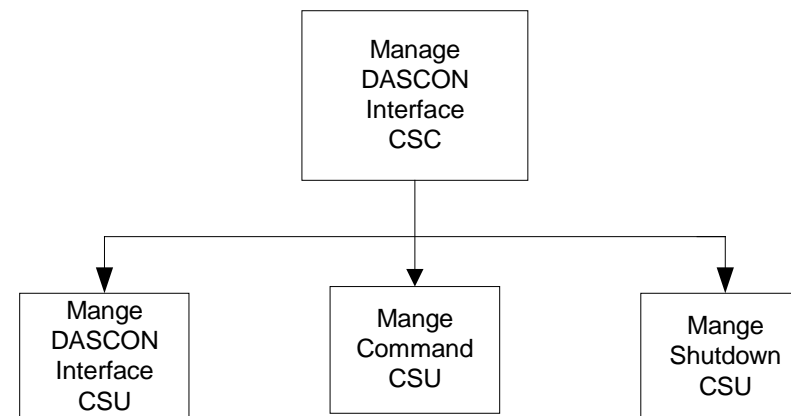 Manage
DASCON
Interface
CSC
Mange
DASCON
Interface
CSU
Mange
Command
CSU
Mange
Shutdown
CSU